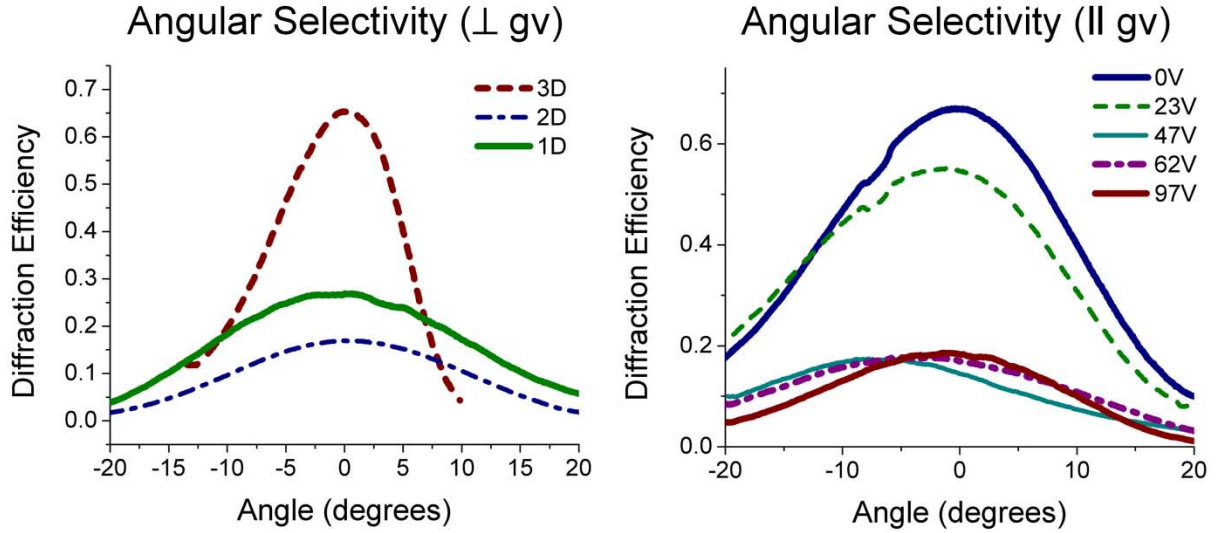 Angular Selectivity (⊥ gv)
0.7
0.6
0.5
0.4
0.3
0.2
0.1
0.0
Diffraction Efficiency
3D
2D
1D
-20 -15 -10 -5 0 5 10 15 20
Angle (degrees)
Angular Selectivity (II gv)
0.6
0.4
0.2
0.0
Diffraction Efficiency
0V
23V
47V
62V
97V
-20 -10 0 10 20
Angle (degrees)